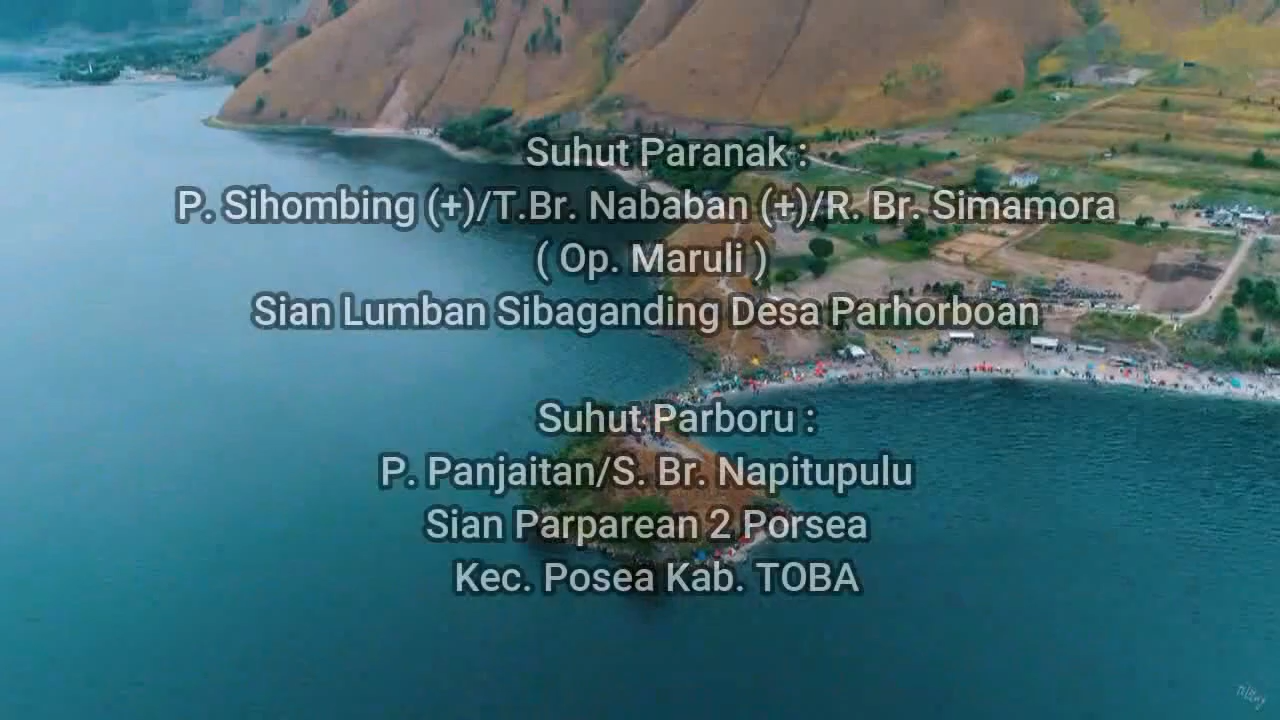 Suhut Paranak :
P. Sihombing (+)/T.Br. Nababan (+)/R. Br. Simamora
( Op. Maruli )
Sian Lumban Sibaganding Desa Parhorboan
Suhut Parboru :
P. Panjaitan/S. Br. Napitupulu
Sian Parparean 2 Porsea
Kec. Posea Kab. TOBA